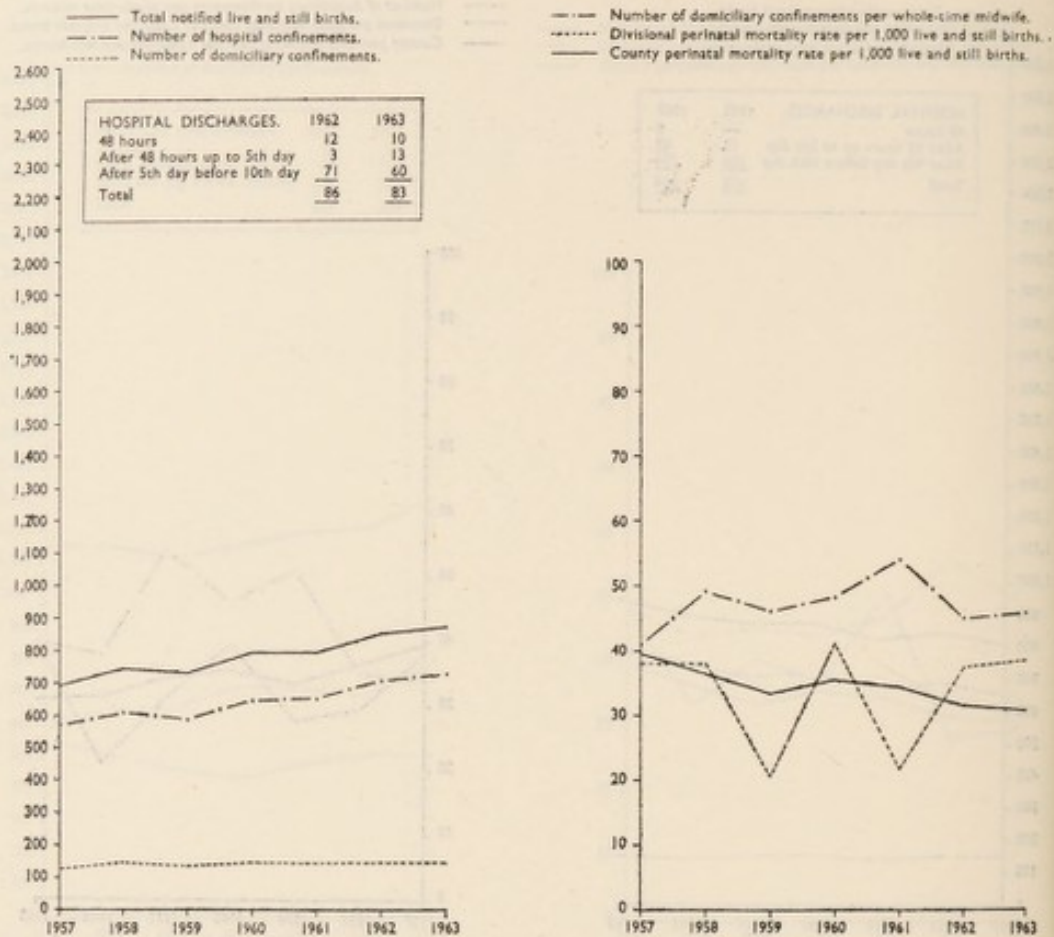 Total notified live and still births.
Number of hospital confinements.
Number of domiciliary confinements.
2,600
2,500
2,400
2,300
2,200
2,100
2,000
1,900
1,800
1,700
1,600
1,500
1,400
1,300
1,200
1,100
1,000
900
800
700
600
500
400
300
200
100
0
HOSPITAL DISCHARGES. 1962 1963
48 hours 12 10
After 48 hours up to 5th day 3 13
After 5th day before 10th day 71 60
Total 86 83
1957 1958 1959 1960 1961 1962 1963
Number of domiciliary confinements per whole-time midwife.
Divisional perinatal mortality rate per 1,000 live and still births.
County perinatal mortality rate per 1,000 live and still births.
100
90
80
70
60
50
40
30
20
10
0
1957 1958 1959 1960 1961 1962 1963